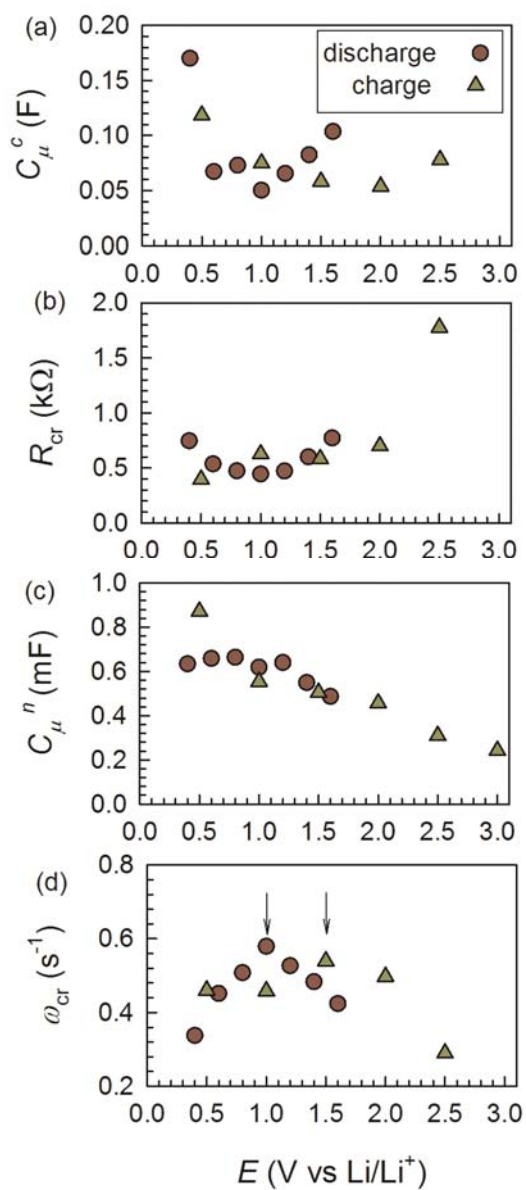 (a)
C_μ^c (F)
0.20
0.15
0.10
0.05
0.00
discharge
charge
0.0 0.5 1.0 1.5 2.0 2.5 3.0
(b)
R_cr (kΩ)
2.0
1.5
1.0
0.5
0.0
0.0 0.5 1.0 1.5 2.0 2.5 3.0
(c)
C_μ^n (mF)
1.0
0.8
0.6
0.4
0.2
0.0
0.0 0.5 1.0 1.5 2.0 2.5 3.0
(d)
ω_cr (s⁻¹)
0.8
0.6
0.4
0.2
0.0 0.5 1.0 1.5 2.0 2.5 3.0
E (V vs Li/Li⁺)